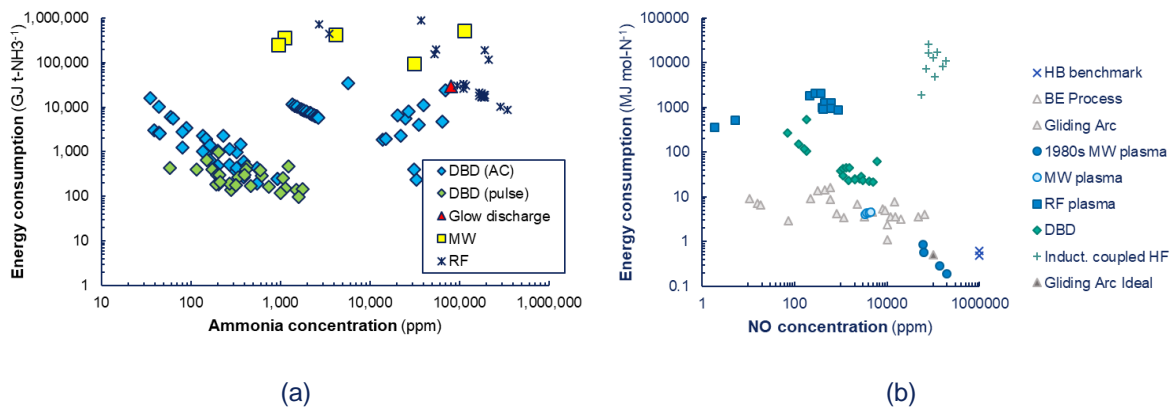 Energy consumption (GJ t-NH3⁻¹)
1,000,000
100,000
10,000
1,000
100
10
1
10
100
1,000
10,000
100,000
1,000,000
Ammonia concentration (ppm)
DBD (AC)
DBD (pulse)
Glow discharge
MW
RF
(a)
Energy consumption (MJ mol-N⁻¹)
100000
10000
1000
100
10
1
0.1
1
100
10000
1000000
NO concentration (ppm)
HB benchmark
BE Process
Gliding Arc
1980s MW plasma
MW plasma
RF plasma
DBD
Induct. coupled HF
Gliding Arc Ideal
(b)